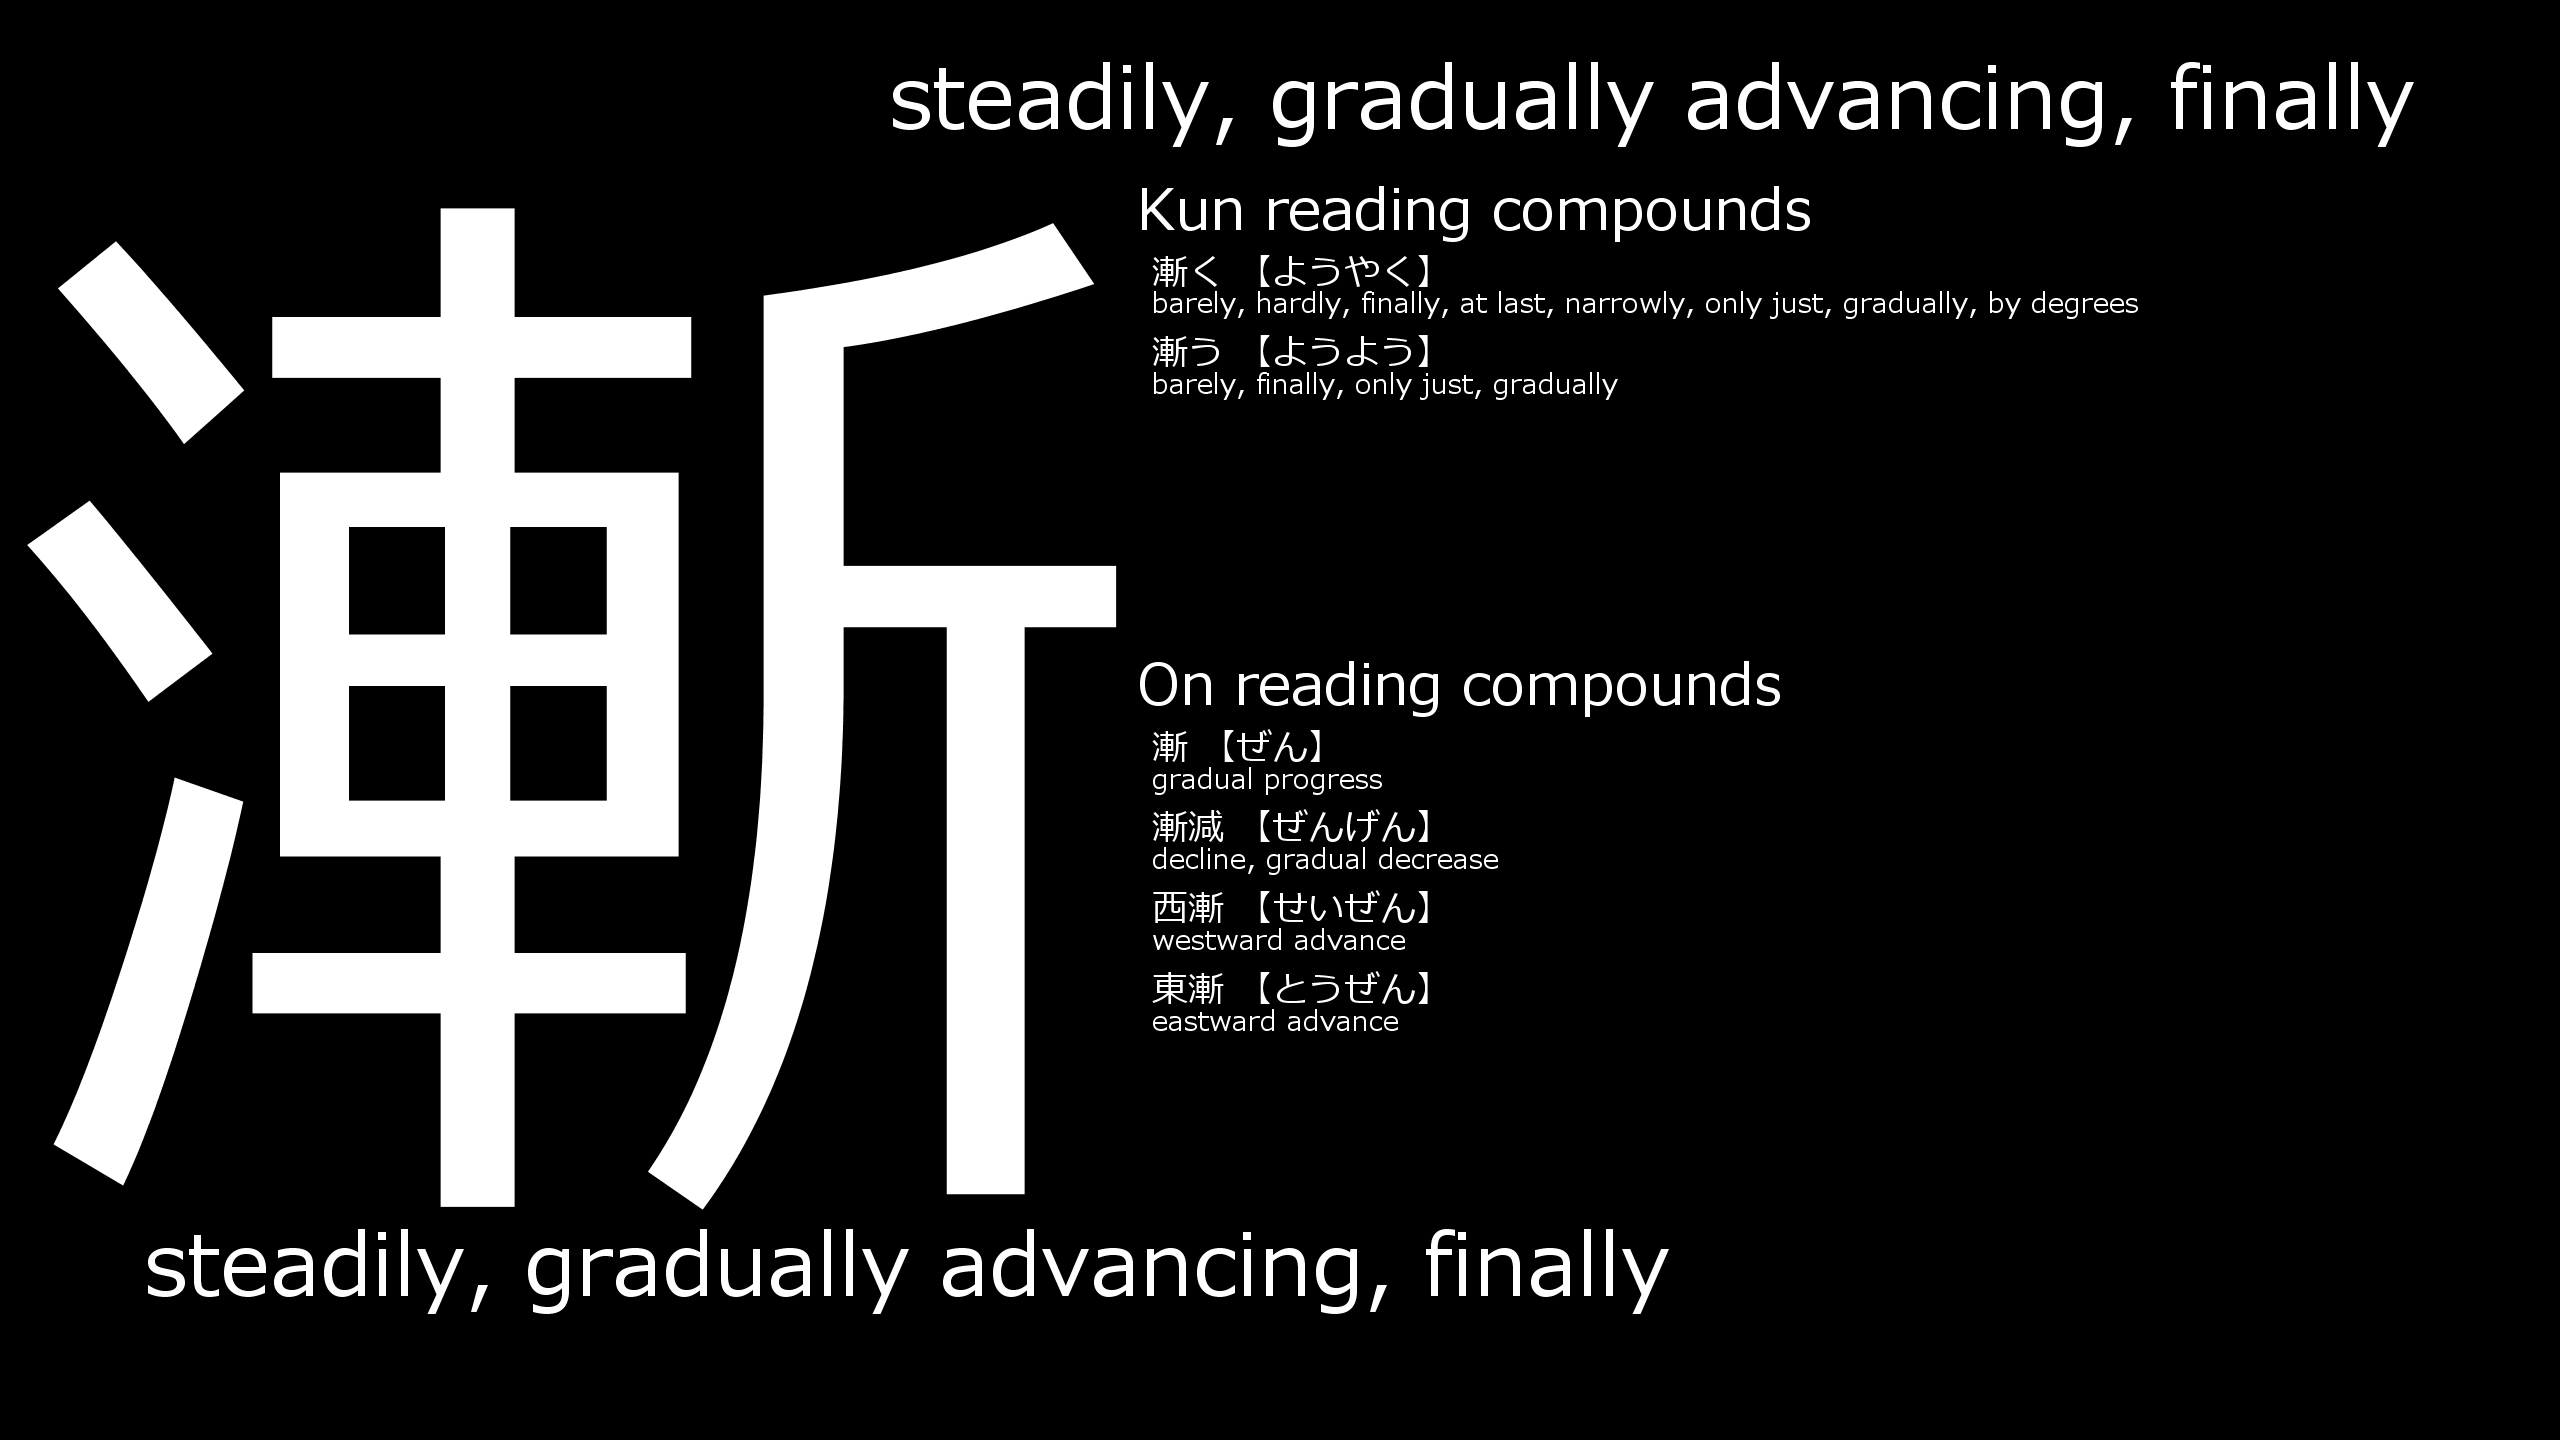 steadily, gradually advancing, finally
漸
Kun reading compounds
漸く 【ようやく】
barely, hardly, finally, at last, narrowly, only just, gradually, by degrees
漸う 【ようよう】
barely, finally, only just, gradually
On reading compounds
漸 【ぜん】
gradual progress
漸減 【ぜんげん】
decline, gradual decrease
西漸 【せいぜん】
westward advance
東漸 【とうぜん】
eastward advance
steadily, gradually advancing, finally